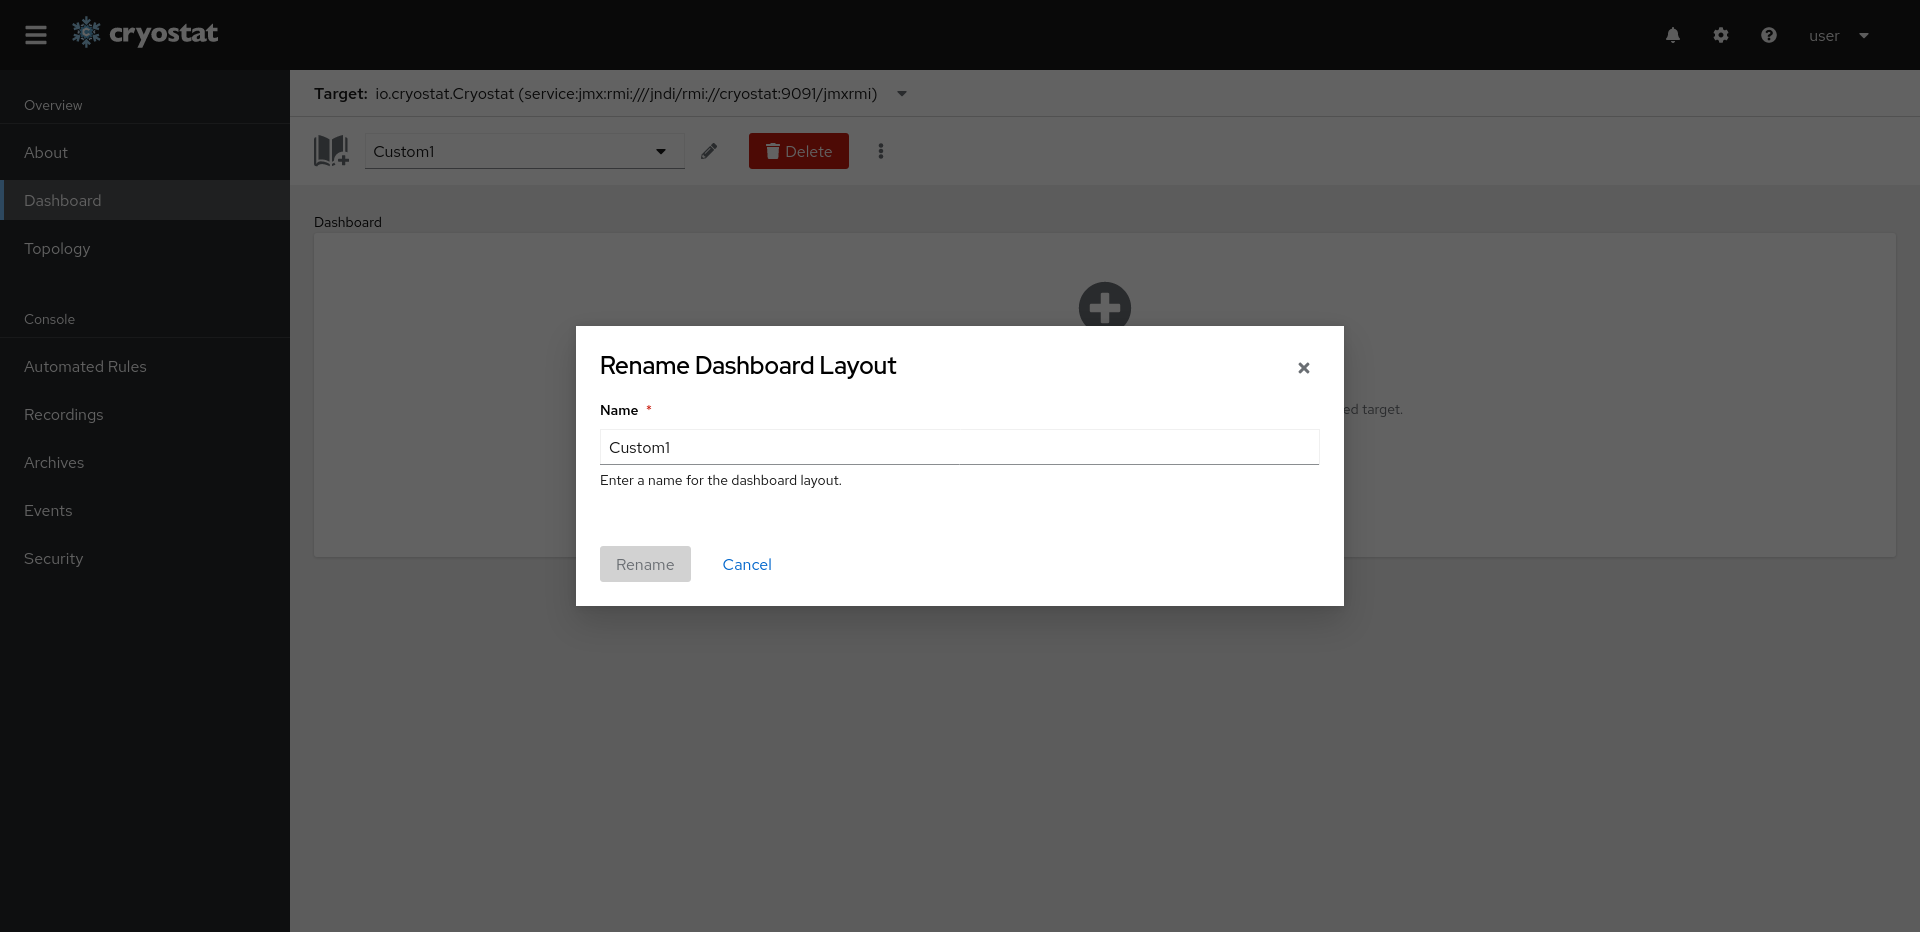 cryostat
user
Overview
About
Dashboard
Topology
Console
Automated Rules
Recordings
Archives
Events
Security
Target: io.cryostat.Cryostat (service:jmx:rmi:///jndi/rmi://cryostat:9091/jmxrmi)
Custom1
Delete
Dashboard
ed target.
Rename Dashboard Layout
Name *
Custom1
Enter a name for the dashboard layout.
Rename Cancel